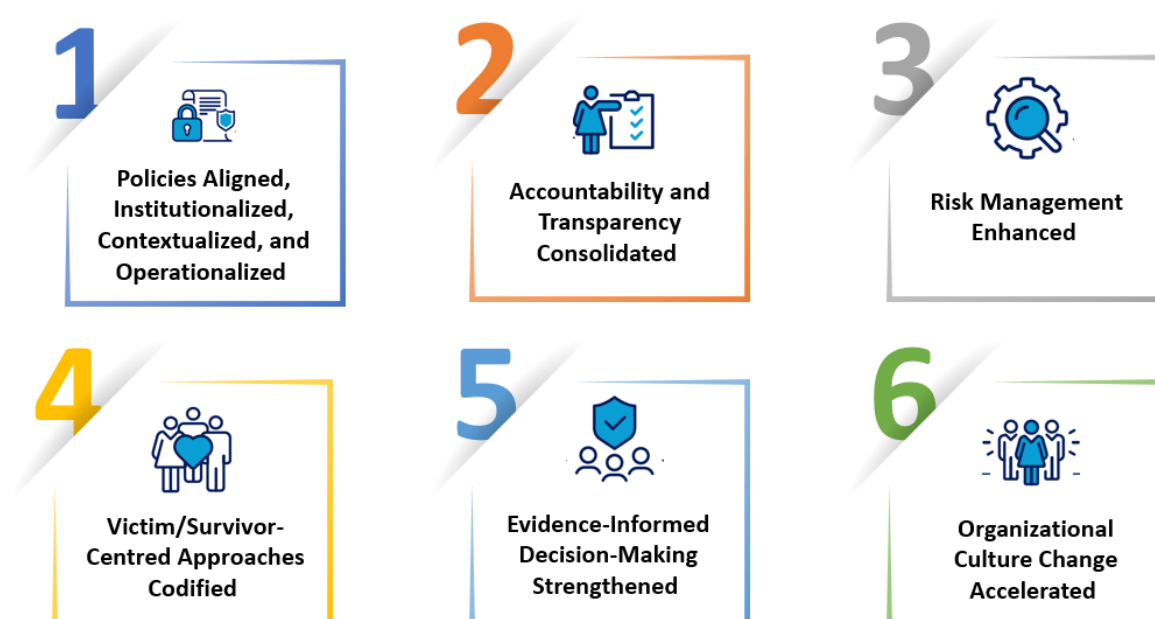 1
Policies Aligned,
Institutionalized,
Contextualized, and
Operationalized
2
Accountability and
Transparency
Consolidated
3
Risk Management
Enhanced
4
Victim/Survivor-
Centred Approaches
Codified
5
Evidence-Informed
Decision-Making
Strengthened
6
Organizational
Culture Change
Accelerated